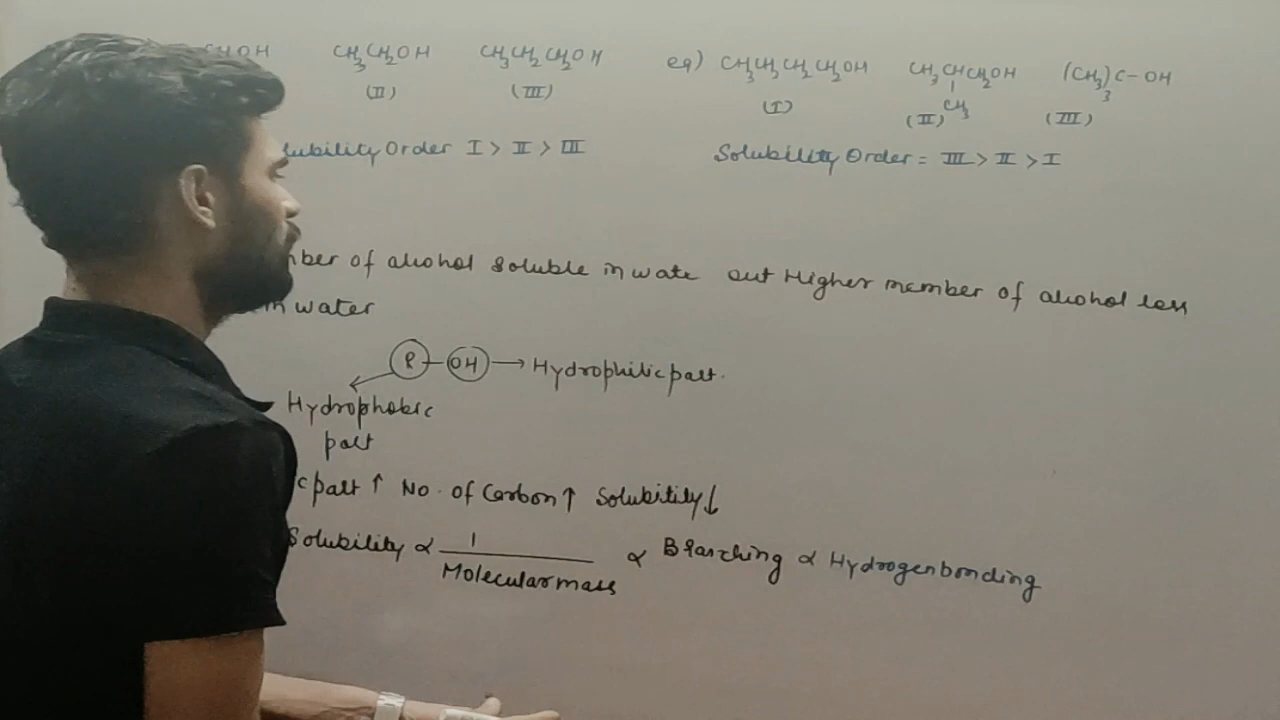 CH₃CH₂OH CH₃CH₂CH₂OH eg) CH₃CH₂CH₂CH₂OH CH₃CHCH₂OH (CH₃)₃C-OH
CH₃
(II) (III) (I) (II) (III)
lubility Order I > II > III Solubility Order = III > II > I
ber of alcohol soluble in wate out Higher member of alcohol less
in water
R-OH → Hydrophilic part.
Hydrophobic
part
c part ↑ No. of Carbon ↑ Solubility ↓
Solubility ∝ 1/Molecular mass ∝ Branching ∝ Hydrogen bonding